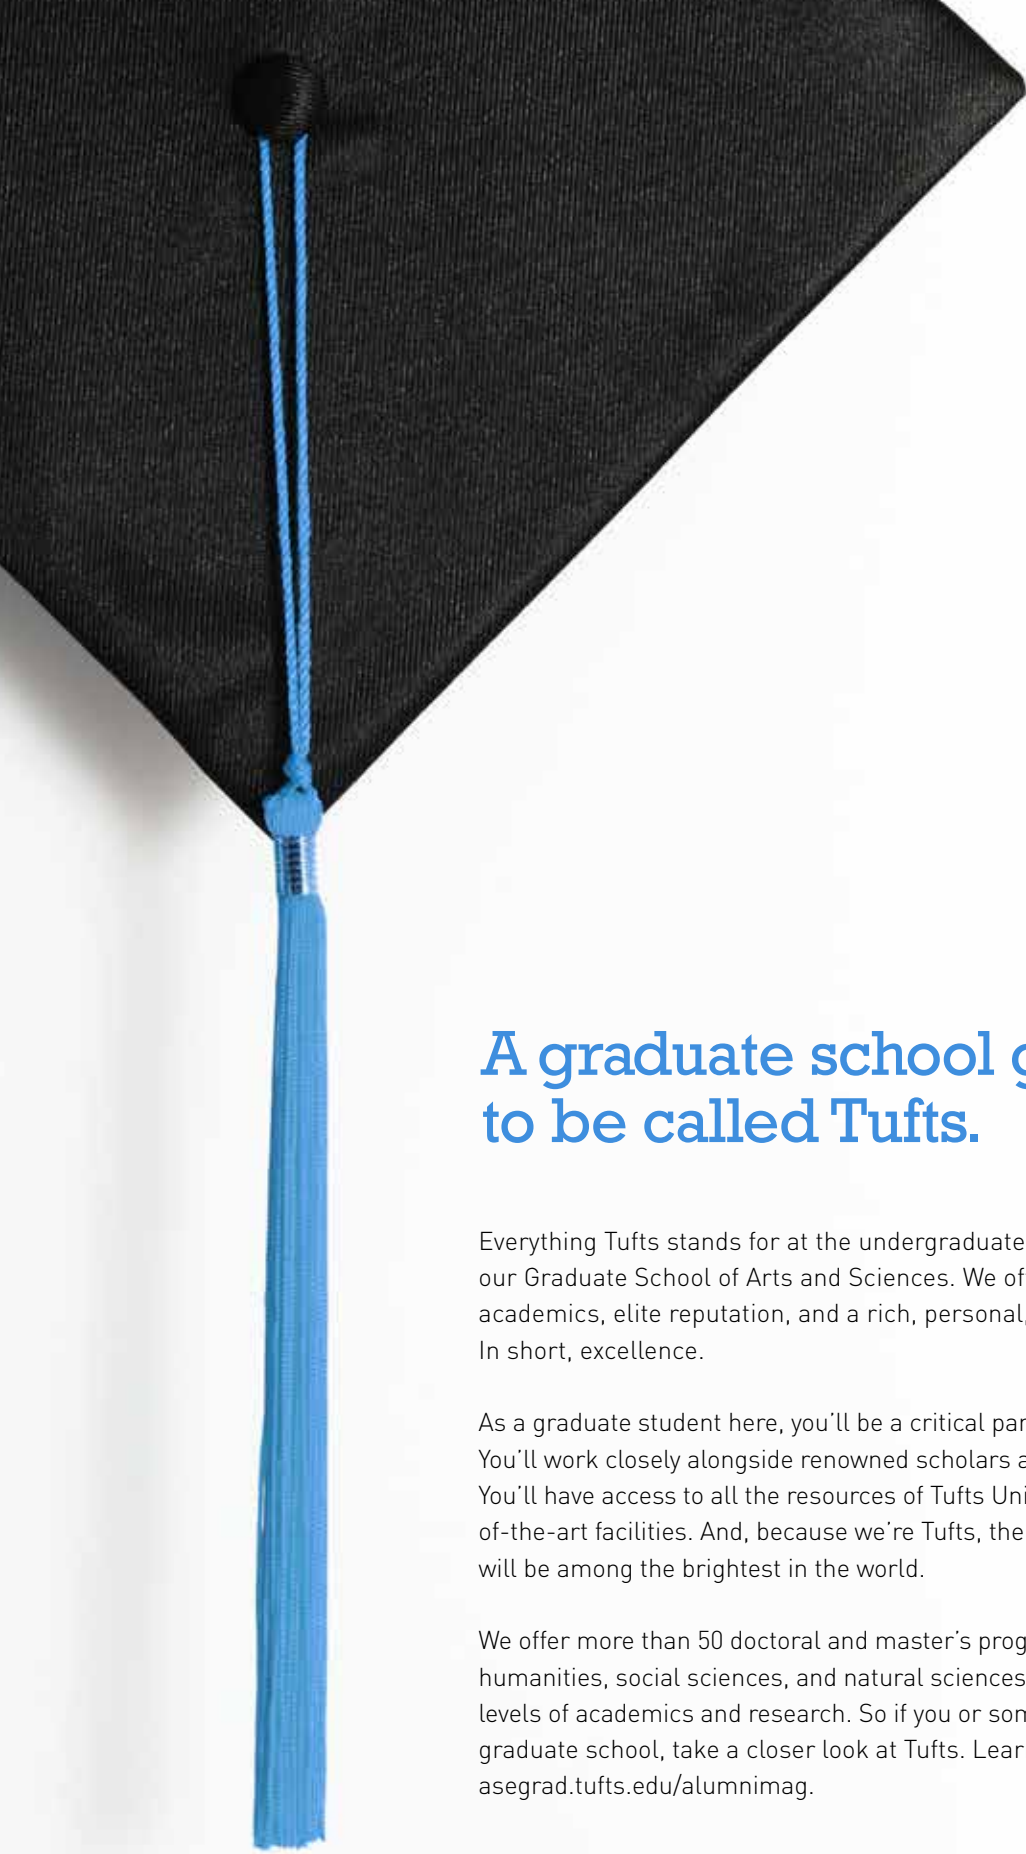 A graduate school
to be called Tufts.
Everything Tufts stands for at the undergraduate
our Graduate School of Arts and Sciences. We
academics, elite reputation, and a rich, personal,
In short, excellence.
As a graduate student here, you’ll be a critical
You’ll work closely alongside renowned scholars
You’ll have access to all the resources of Tufts
of-the-art facilities. And, because we’re Tufts,
will be among the brightest in the world.
We offer more than 50 doctoral and master’s
humanities, social sciences, and natural sciences
levels of academics and research. So if you or
graduate school, take a closer look at Tufts.
asegrad.tufts.edu/alumnimag.